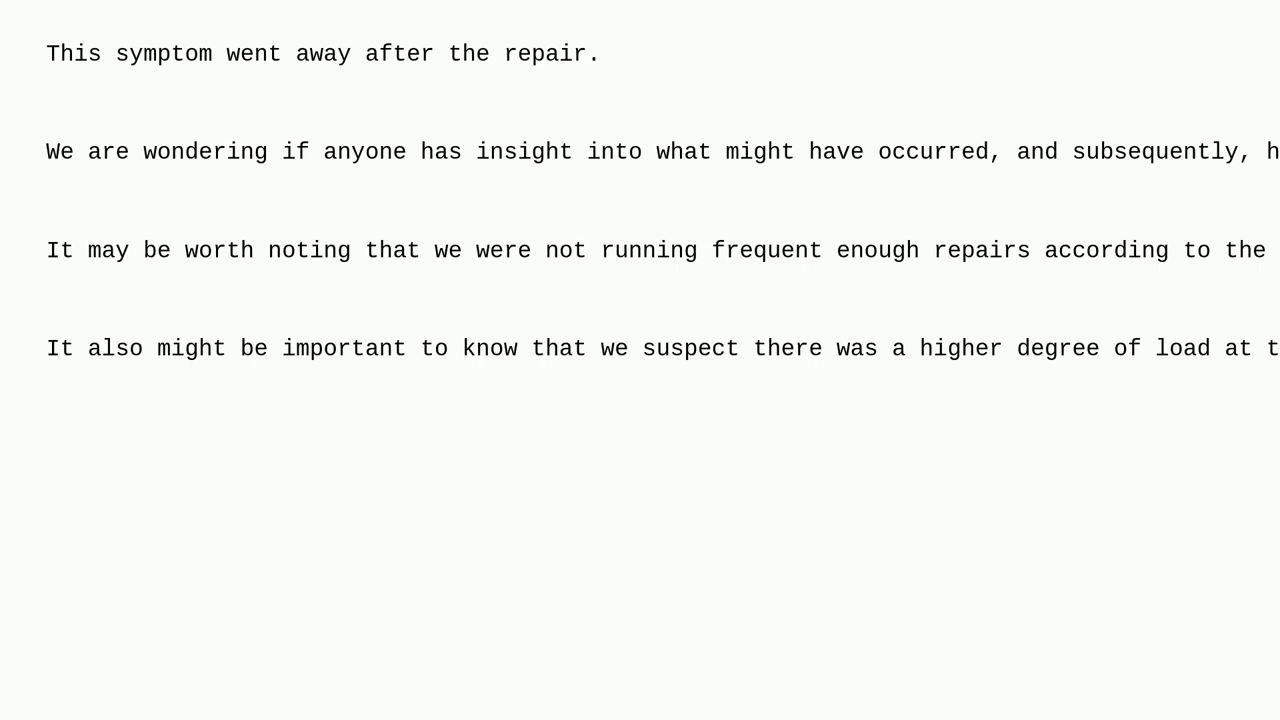 This symptom went away after the repair.
We are wondering if anyone has insight into what might have occurred, and subsequently,
It may be worth noting that we were not running frequent enough repairs according to the
It also might be important to know that we suspect there was a higher degree of load at